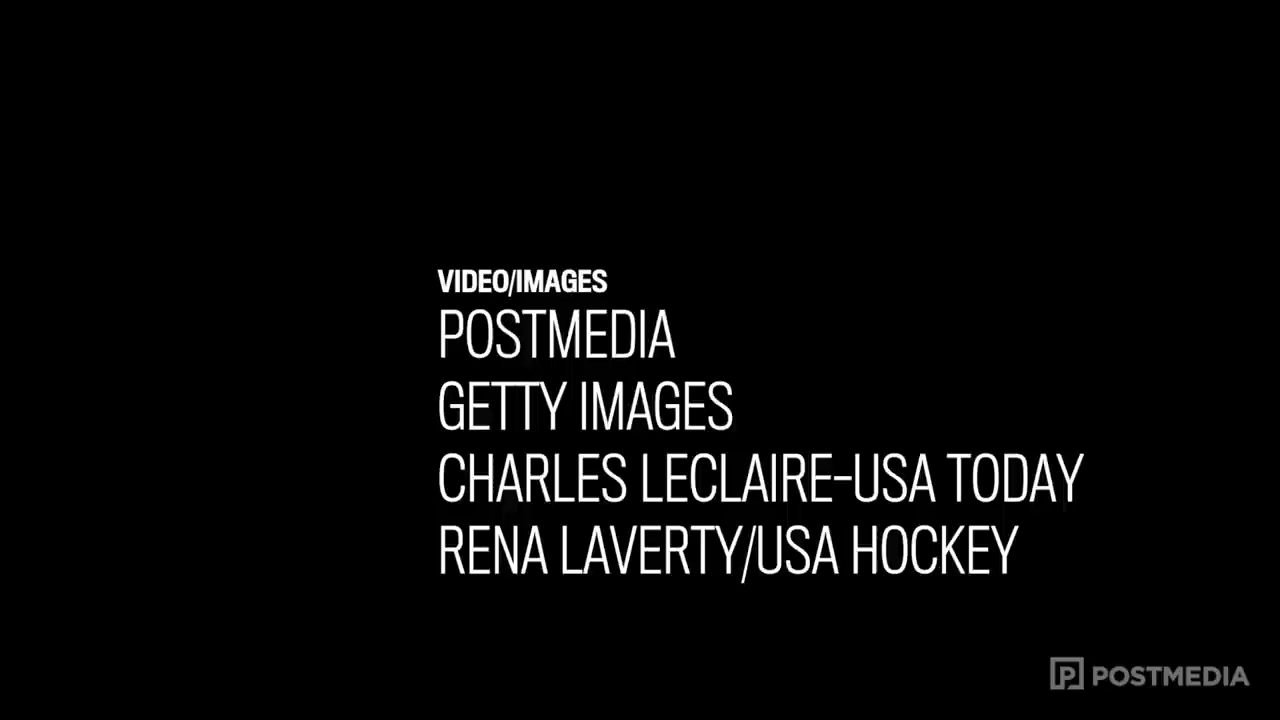 VIDEO/IMAGES
POSTMEDIA
GETTY IMAGES
CHARLES LECLAIRE-USA TODAY
RENA LAVERTY/USA HOCKEY
P POSTMEDIA